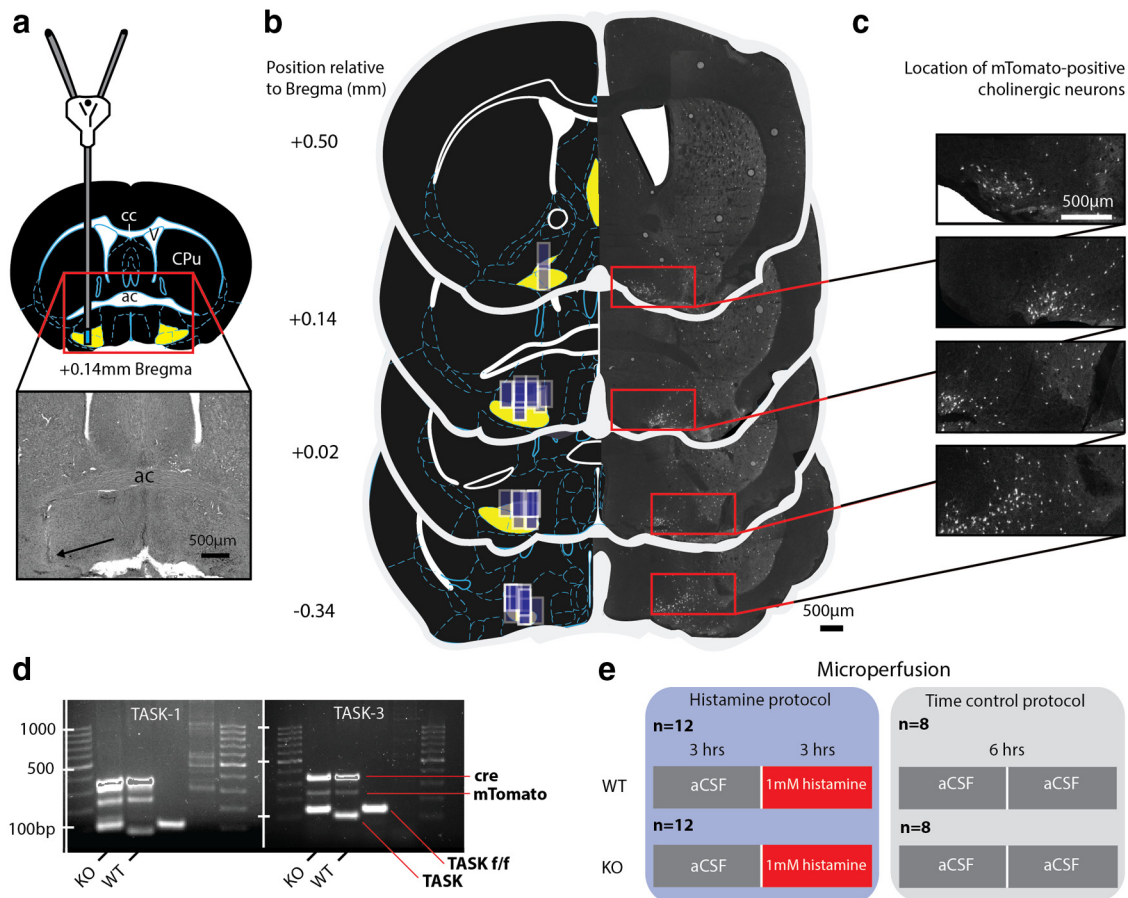 a
cc
V
CPu
ac
+0.14mm Bregma
ac
500µm
b
Position relative
to Bregma (mm)
+0.50
+0.14
+0.02
-0.34
500µm
c
Location of mTomato-positive
cholinergic neurons
500µm
d
TASK-1
TASK-3
1000
500
100bp
cre
mTomato
TASK f/f
TASK
KO
WT
KO
WT
e
Microperfusion
Histamine protocol
Time control protocol
n=12
n=8
3 hrs
3 hrs
6 hrs
WT
aCSF
1mM histamine
aCSF
aCSF
n=12
n=8
KO
aCSF
1mM histamine
aCSF
aCSF